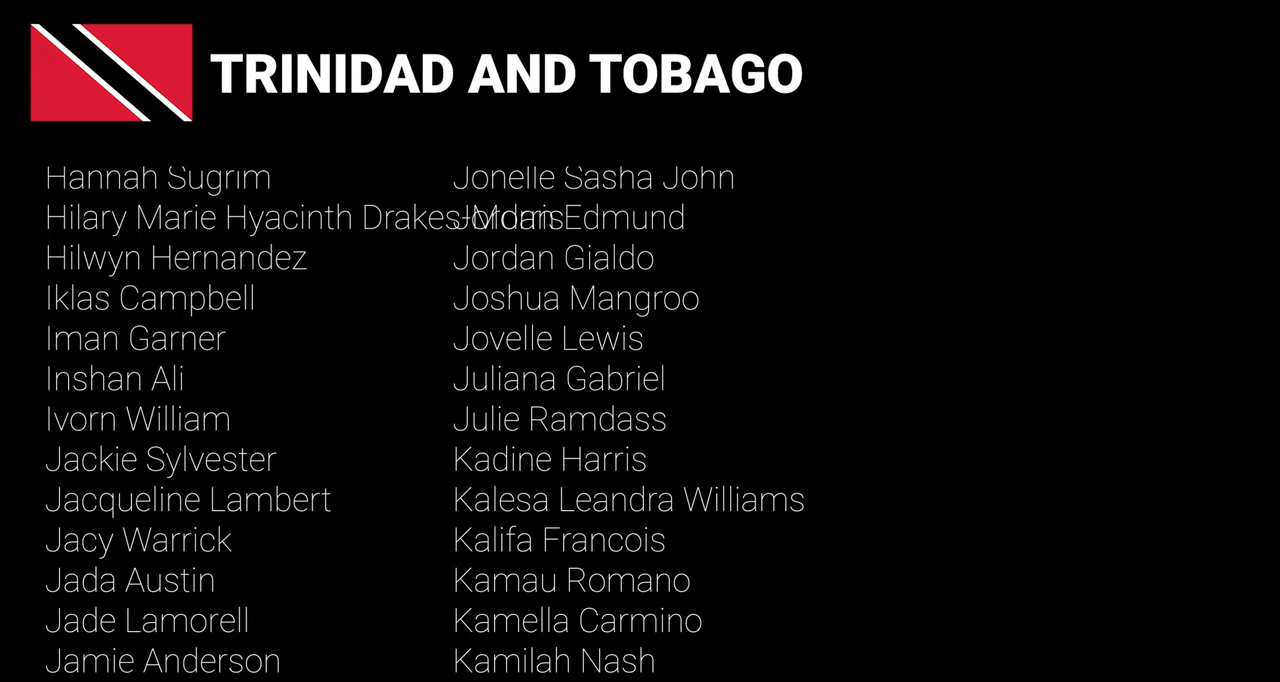 TRINIDAD AND TOBAGO
Hannah Sugrim
Hilary Marie Hyacinth Drakes-Morris
Hilwyn Hernandez
Iklas Campbell
Iman Garner
Inshan Ali
Ivorn William
Jackie Sylvester
Jacqueline Lambert
Jacy Warrick
Jada Austin
Jade Lamorell
Jamie Anderson
Jonelle Sasha John
Jordan Edmund
Jordan Gialdo
Joshua Mangroo
Jovelle Lewis
Juliana Gabriel
Julie Ramdass
Kadine Harris
Kalesa Leandra Williams
Kalifa Francois
Kamau Romano
Kamella Carmino
Kamilah Nash